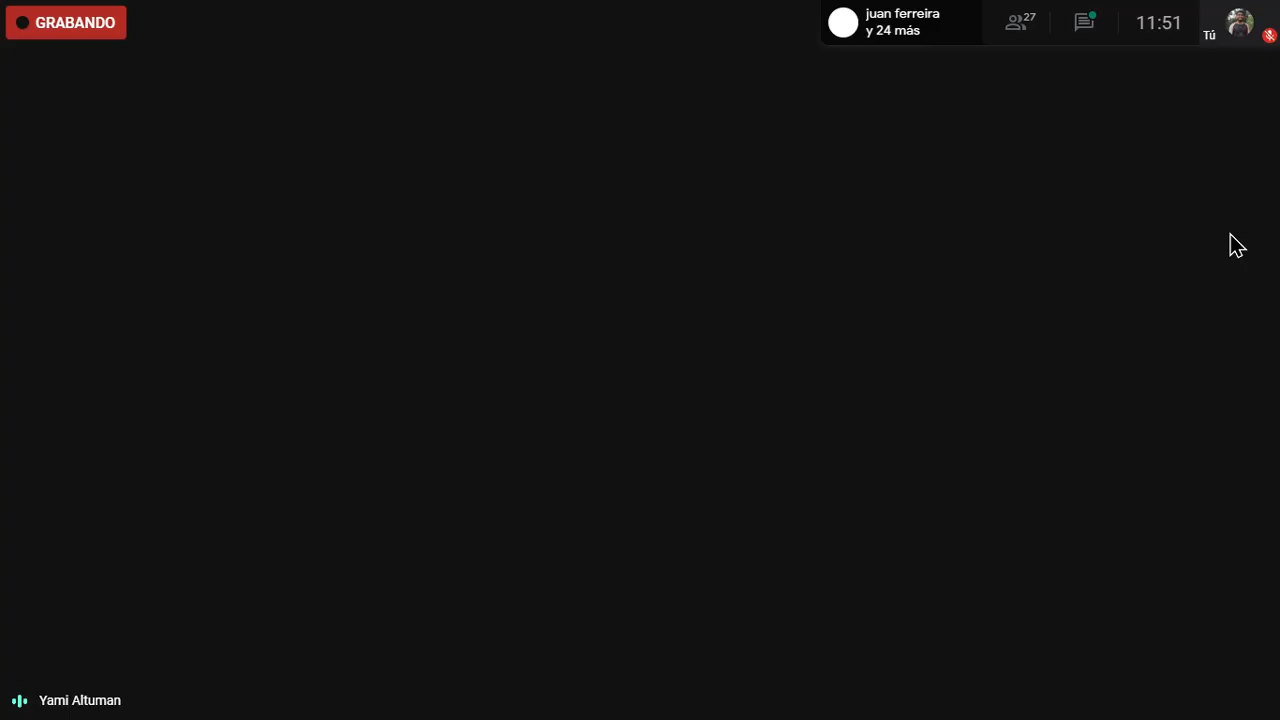 GRABANDO
juan ferreira
y 24 más
27
11:51
Tú
Yami Altuman